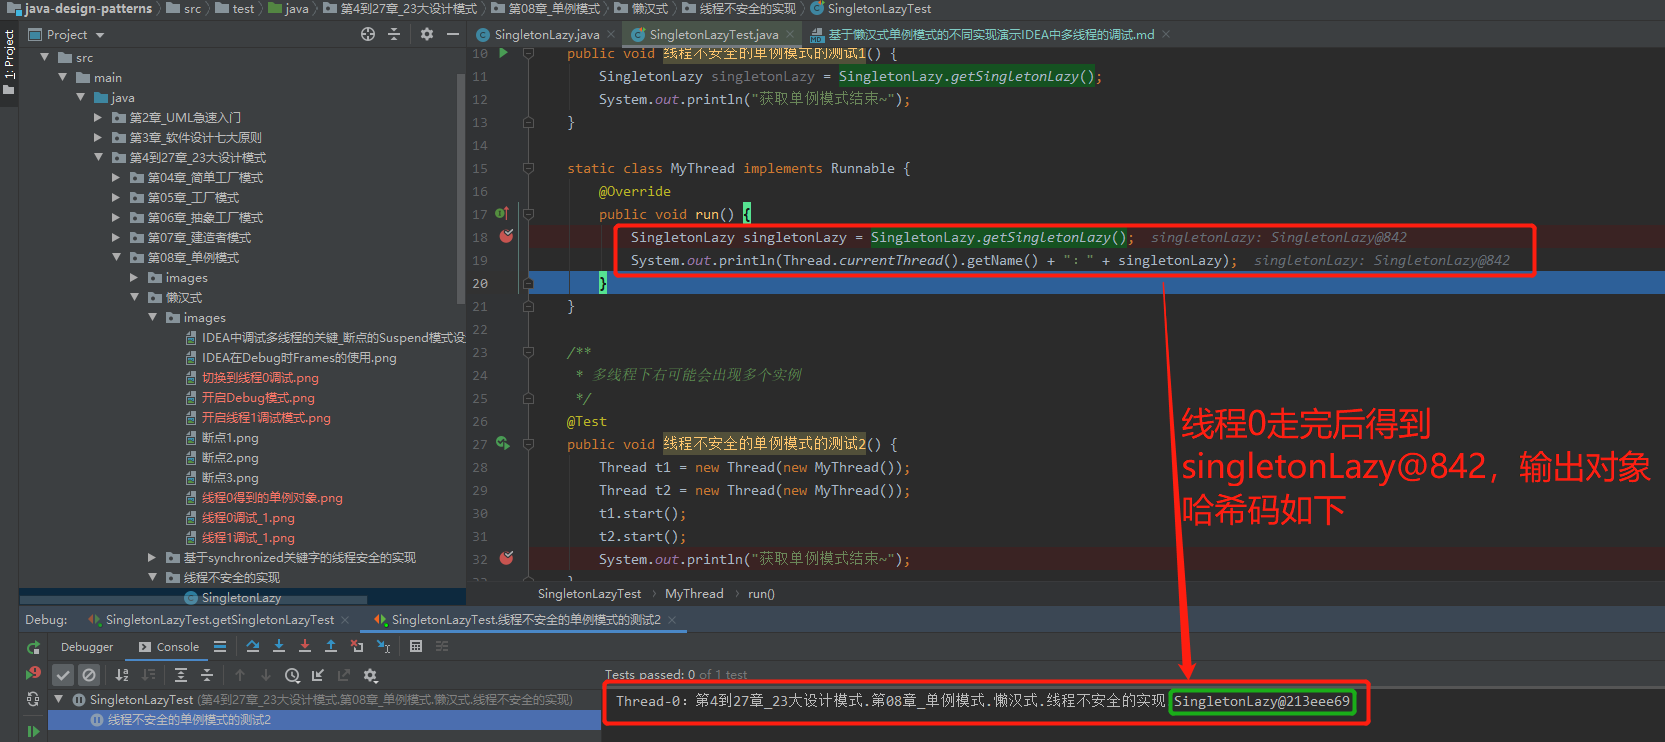 java-design-patterns src test java 第4到27章_23大设计模式 第08章_单例模式 懒汉式 线程不安全的实现 SingletonLazyTest
1: Project
Project
SingletonLazy.java SingletonLazyTest.java 基于懒汉式单例模式的不同实现演示IDEA中多线程的调试.md
src
main
java
第2章_UML急速入门
第3章_软件设计七大原则
第4到27章_23大设计模式
第04章_简单工厂模式
第05章_工厂模式
第06章_抽象工厂模式
第07章_建造者模式
第08章_单例模式
images
懒汉式
images
IDEA中调试多线程的关键_断点的Suspend模式设
IDEA在Debug时Frames的使用.png
切换到线程0调试.png
开启Debug模式.png
开启线程1调试模式.png
断点1.png
断点2.png
断点3.png
线程0得到的单例对象.png
线程0调试_1.png
线程1调试_1.png
基于synchronized关键字的线程安全的实现
线程不安全的实现
SingletonLazy
10 public void 线程不安全的单例模式的测试1() {
11 SingletonLazy singletonLazy = SingletonLazy.getSingletonLazy();
12 System.out.println("获取单例模式结束~");
13 }
14
15 static class MyThread implements Runnable {
16 @Override
17 public void run() {
18 SingletonLazy singletonLazy = SingletonLazy.getSingletonLazy(); singletonLazy: SingletonLazy@842
19 System.out.println(Thread.currentThread().getName() + "：" + singletonLazy); singletonLazy: SingletonLazy@842
20 }
21 }
22
23 /**
24 * 多线程下右可能会出现多个实例
25 */
26 @Test
27 public void 线程不安全的单例模式的测试2() {
28 Thread t1 = new Thread(new MyThread());
29 Thread t2 = new Thread(new MyThread());
30 t1.start();
31 t2.start();
32 System.out.println("获取单例模式结束~");
33 }
线程0走完后得到
singletonLazy@842，输出对象
哈希码如下
SingletonLazyTest MyThread run()
Debug: SingletonLazyTest.getSingletonLazyTest SingletonLazyTest.线程不安全的单例模式的测试2
Debugger Console
Tests passed: 0 of 1 test
SingletonLazyTest (第4到27章_23大设计模式.第08章_单例模式.懒汉式.线程不安全的实现)
线程不安全的单例模式的测试2
Thread-0：第4到27章_23大设计模式.第08章_单例模式.懒汉式.线程不安全的实现 SingletonLazy@213eee69